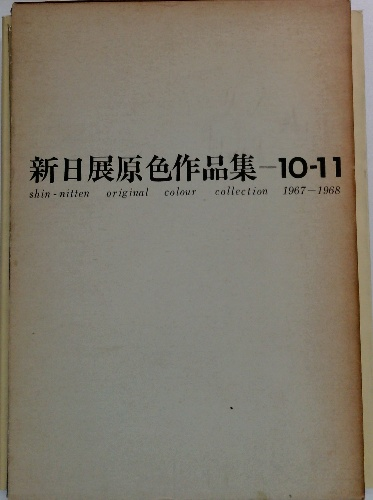 新日展原色作品集—10-11
shin-nitten original colour collection 1967—1968